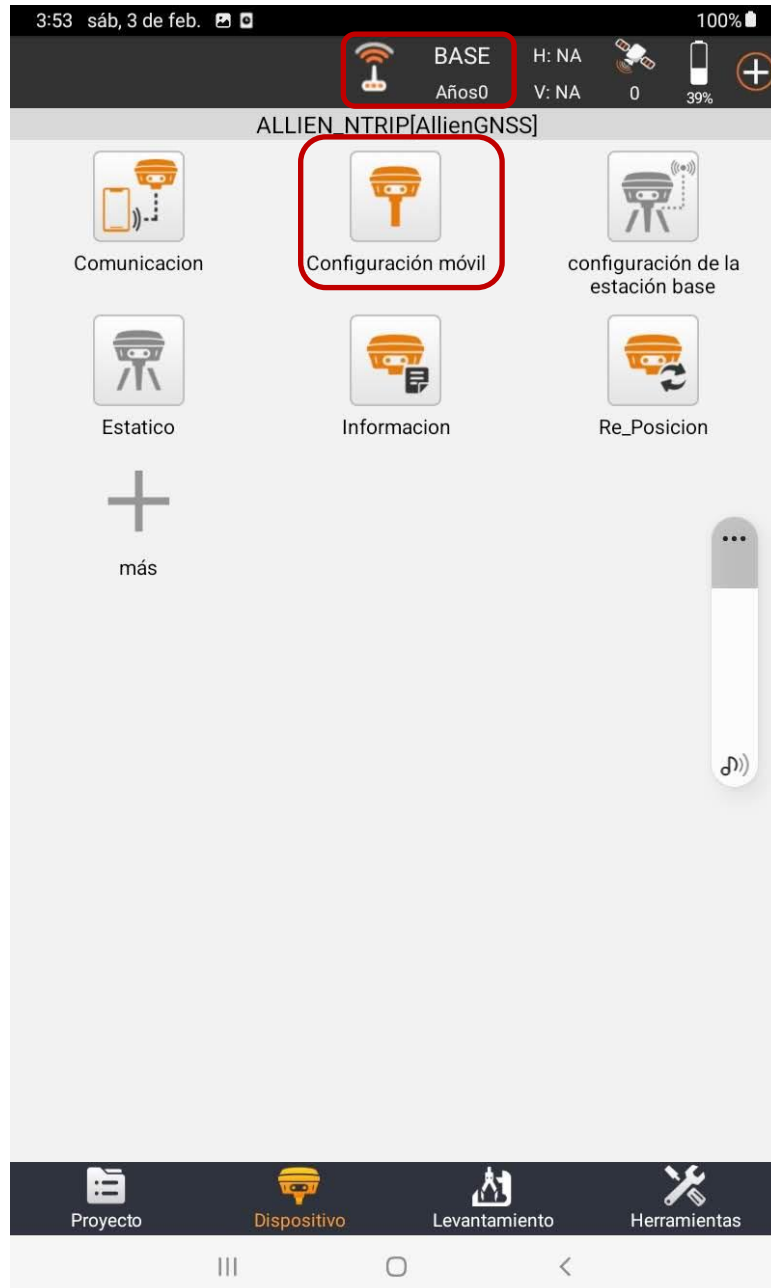 3:53 sáb, 3 de feb. 100%
BASE H: NA
Años0 V: NA 0 39%
ALLIEN_NTRIP[AllienGNSS]
Comunicacion Configuración móvil configuración de la
estación base
Estatico Informacion Re_Posicion
más
Proyecto Dispositivo Levantamiento Herramientas